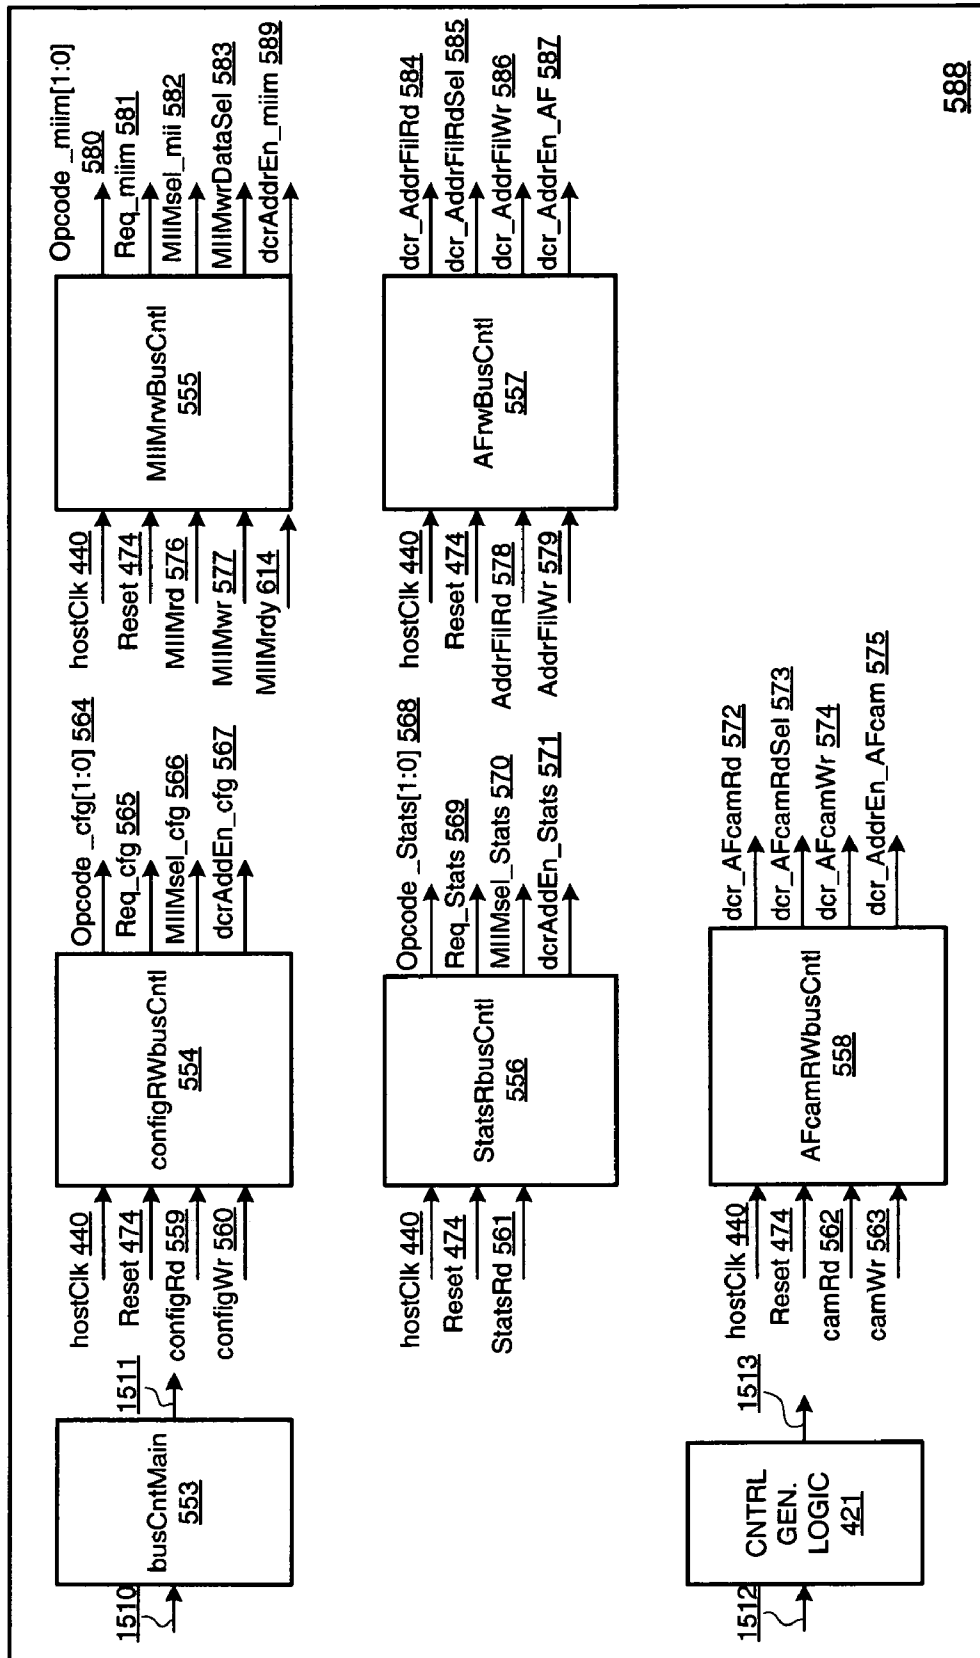 1510
busCntMain
553
1511
hostClk 440
Reset 474
configRd 559
configWr 560
configRWbusCntl
554
Opcode _cfg[1:0] 564
Req_cfg 565
MIIMsel_cfg 566
dcrAddEn_cfg 567
hostClk 440
Reset 474
MIIMrd 576
MIIMwr 577
MIIMrdy 614
MIIMrwBusCntl
555
Opcode _miim[1:0]
580
Req_miim 581
MIIMsel_mii 582
MIIMwrDataSel 583
dcrAddrEn_miim 589
hostClk 440
Reset 474
StatsRd 561
StatsRbusCntl
556
Opcode _Stats[1:0] 568
Req_Stats 569
MIIMsel_Stats 570
dcrAddEn_Stats 571
hostClk 440
Reset 474
AddrFilRd 578
AddrFilWr 579
AFrwBusCntl
557
dcr_AddrFilRd 584
dcr_AddrFilRdSel 585
dcr_AddrFilWr 586
dcr_AddrEn_AF 587
1512
CNTRL
GEN.
LOGIC
421
1513
hostClk 440
Reset 474
camRd 562
camWr 563
AFcamRWbusCntl
558
dcr_AFcamRd 572
dcr_AFcamRdSel 573
dcr_AFcamWr 574
dcr_AddrEn_AFcam 575
588